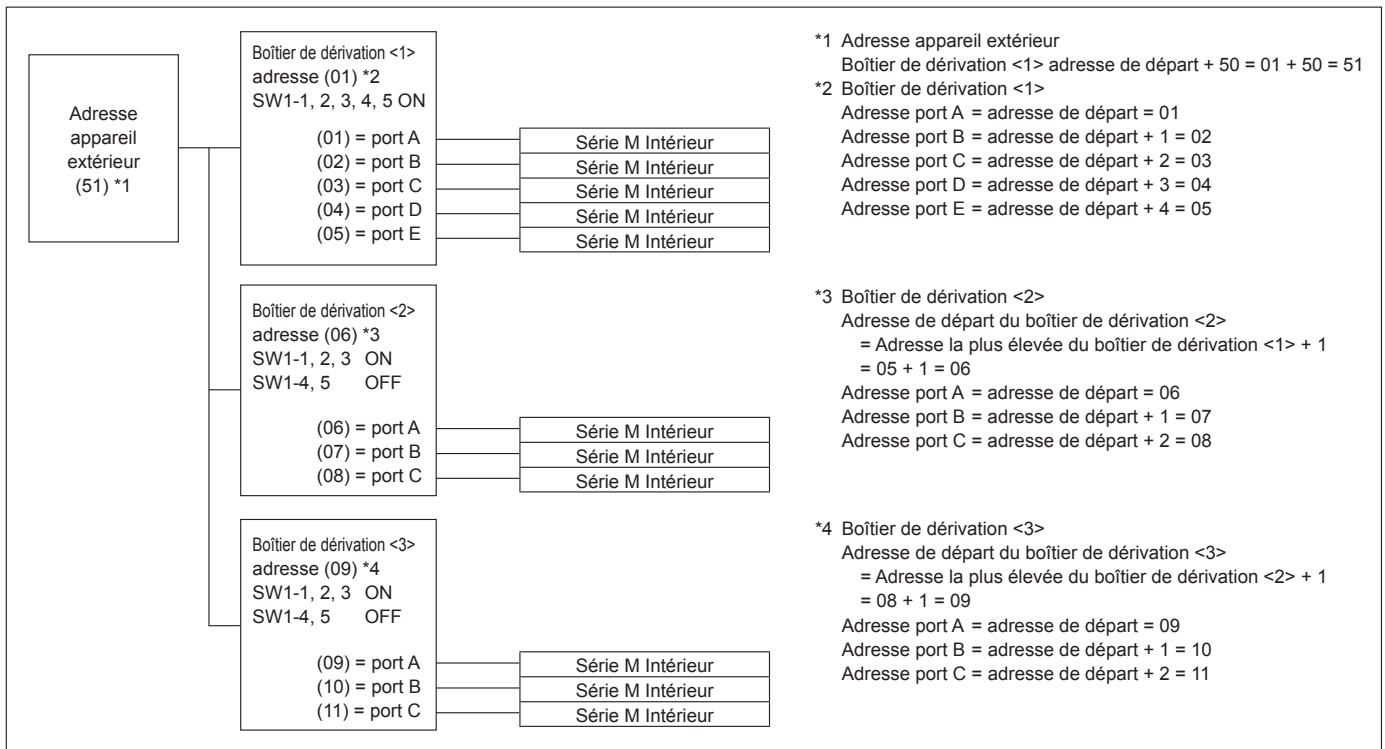 Adresse
appareil
extérieur
(51) *1
Boîtier de dérivation <1>
adresse (01) *2
SW1-1, 2, 3, 4, 5 ON
(01) = port A
(02) = port B
(03) = port C
(04) = port D
(05) = port E
Série M Intérieur
Série M Intérieur
Série M Intérieur
Série M Intérieur
Série M Intérieur
Boîtier de dérivation <2>
adresse (06) *3
SW1-1, 2, 3 ON
SW1-4, 5 OFF
(06) = port A
(07) = port B
(08) = port C
Série M Intérieur
Série M Intérieur
Série M Intérieur
Boîtier de dérivation <3>
adresse (09) *4
SW1-1, 2, 3 ON
SW1-4, 5 OFF
(09) = port A
(10) = port B
(11) = port C
Série M Intérieur
Série M Intérieur
Série M Intérieur
*1 Adresse appareil extérieur
Boîtier de dérivation <1> adresse de départ + 50 = 01 + 50 = 51
*2 Boîtier de dérivation <1>
Adresse port A = adresse de départ = 01
Adresse port B = adresse de départ + 1 = 02
Adresse port C = adresse de départ + 2 = 03
Adresse port D = adresse de départ + 3 = 04
Adresse port E = adresse de départ + 4 = 05
*3 Boîtier de dérivation <2>
Adresse de départ du boîtier de dérivation <2>
= Adresse la plus élevée du boîtier de dérivation <1> + 1
= 05 + 1 = 06
Adresse port A = adresse de départ = 06
Adresse port B = adresse de départ + 1 = 07
Adresse port C = adresse de départ + 2 = 08
*4 Boîtier de dérivation <3>
Adresse de départ du boîtier de dérivation <3>
= Adresse la plus élevée du boîtier de dérivation <2> + 1
= 08 + 1 = 09
Adresse port A = adresse de départ = 09
Adresse port B = adresse de départ + 1 = 10
Adresse port C = adresse de départ + 2 = 11